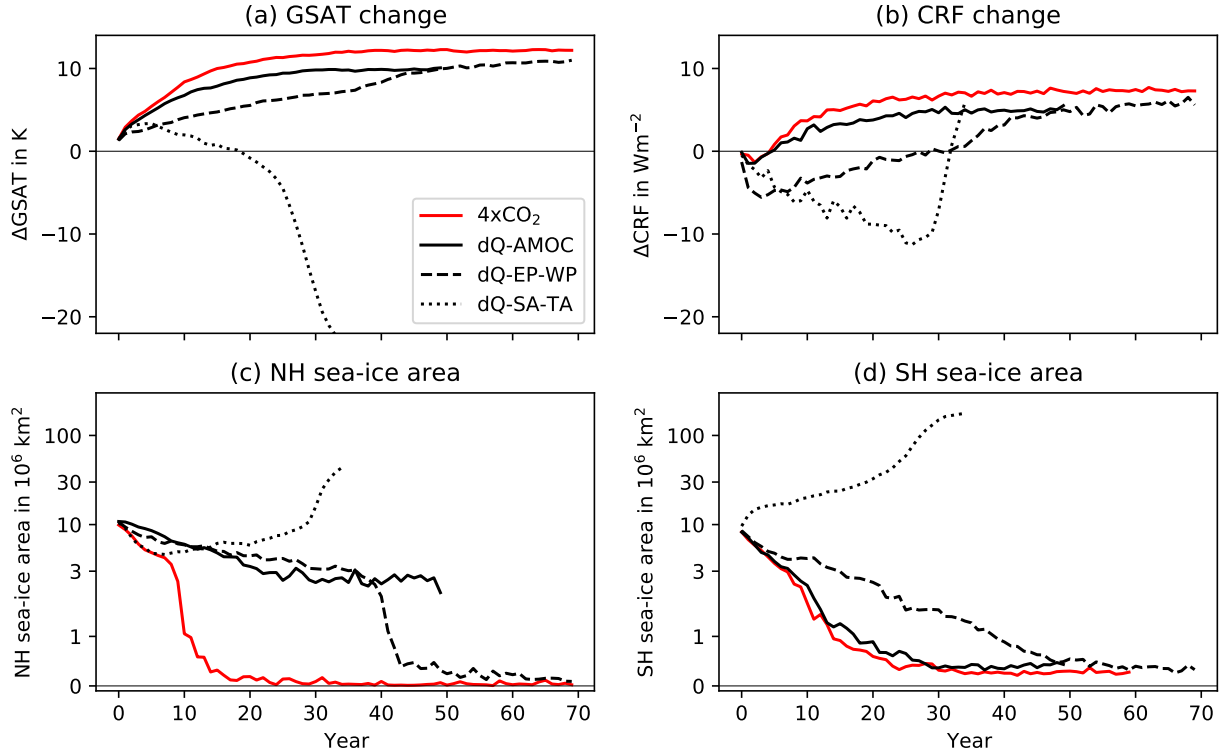 (a) GSAT change
ΔGSAT in K
10
0
−10
−20
4xCO₂
dQ-AMOC
dQ-EP-WP
dQ-SA-TA
(b) CRF change
ΔCRF in Wm⁻²
10
0
−10
−20
(c) NH sea-ice area
NH sea-ice area in 10⁶ km²
100
30
10
3
1
0
0 10 20 30 40 50 60 70
Year
(d) SH sea-ice area
SH sea-ice area in 10⁶ km²
100
30
10
3
1
0
0 10 20 30 40 50 60 70
Year